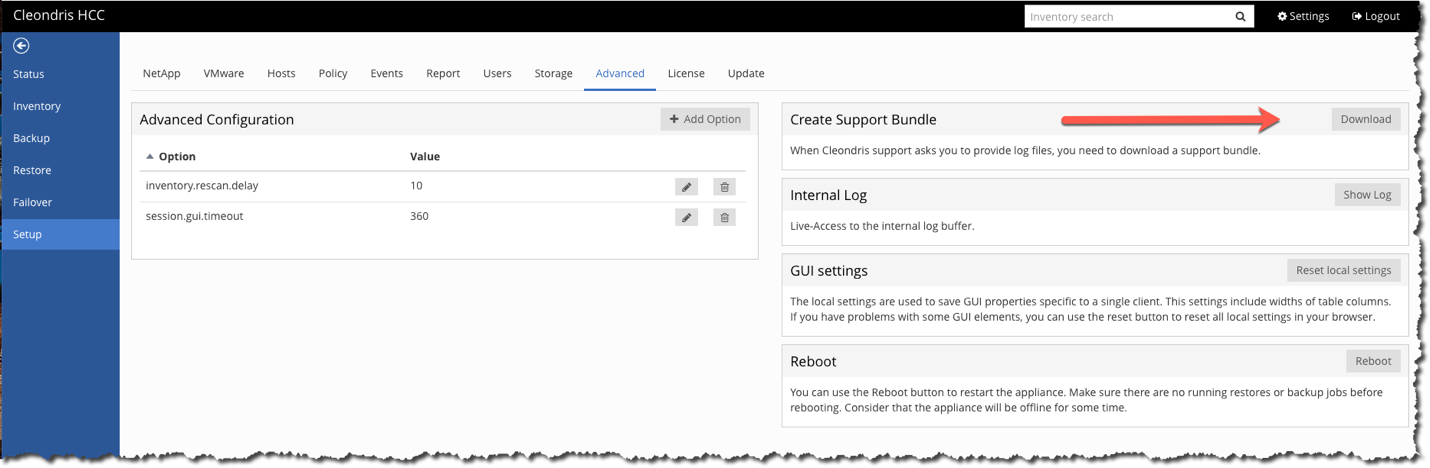 Cleondris HCC
Inventory search
Settings
Logout
Status
Inventory
Backup
Restore
Failover
Setup
NetApp VMware Hosts Policy Events Report Users Storage Advanced License Update
Advanced Configuration
Add Option
Option Value
inventory.rescan.delay 10
session.gui.timeout 360
Create Support Bundle
Download
When Cleondris support asks you to provide log files, you need to download a support bundle.
Internal Log
Show Log
Live-Access to the internal log buffer.
GUI settings
Reset local settings
The local settings are used to save GUI properties specific to a single client. This settings include widths of table columns.
If you have problems with some GUI elements, you can use the reset button to reset all local settings in your browser.
Reboot
Reboot
You can use the Reboot button to restart the appliance. Make sure there are no running restores or backup jobs before
rebooting. Consider that the appliance will be offline for some time.